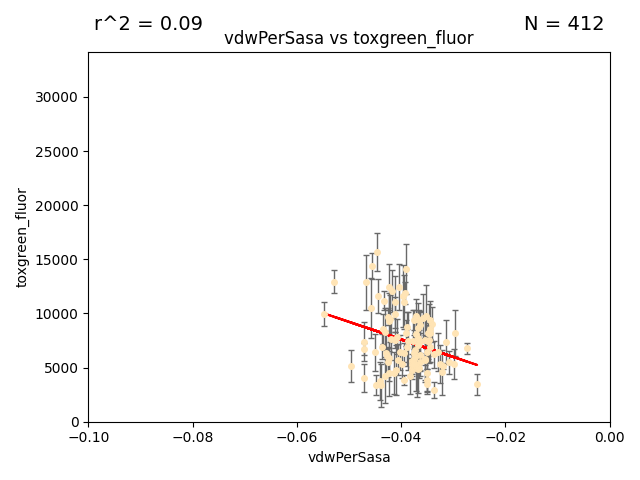 r^2 = 0.09
N = 412
vdwPerSasa vs toxgreen_fluor
30000
25000
20000
15000
10000
5000
0
toxgreen_fluor
−0.10
−0.08
−0.06
−0.04
−0.02
0.00
vdwPerSasa